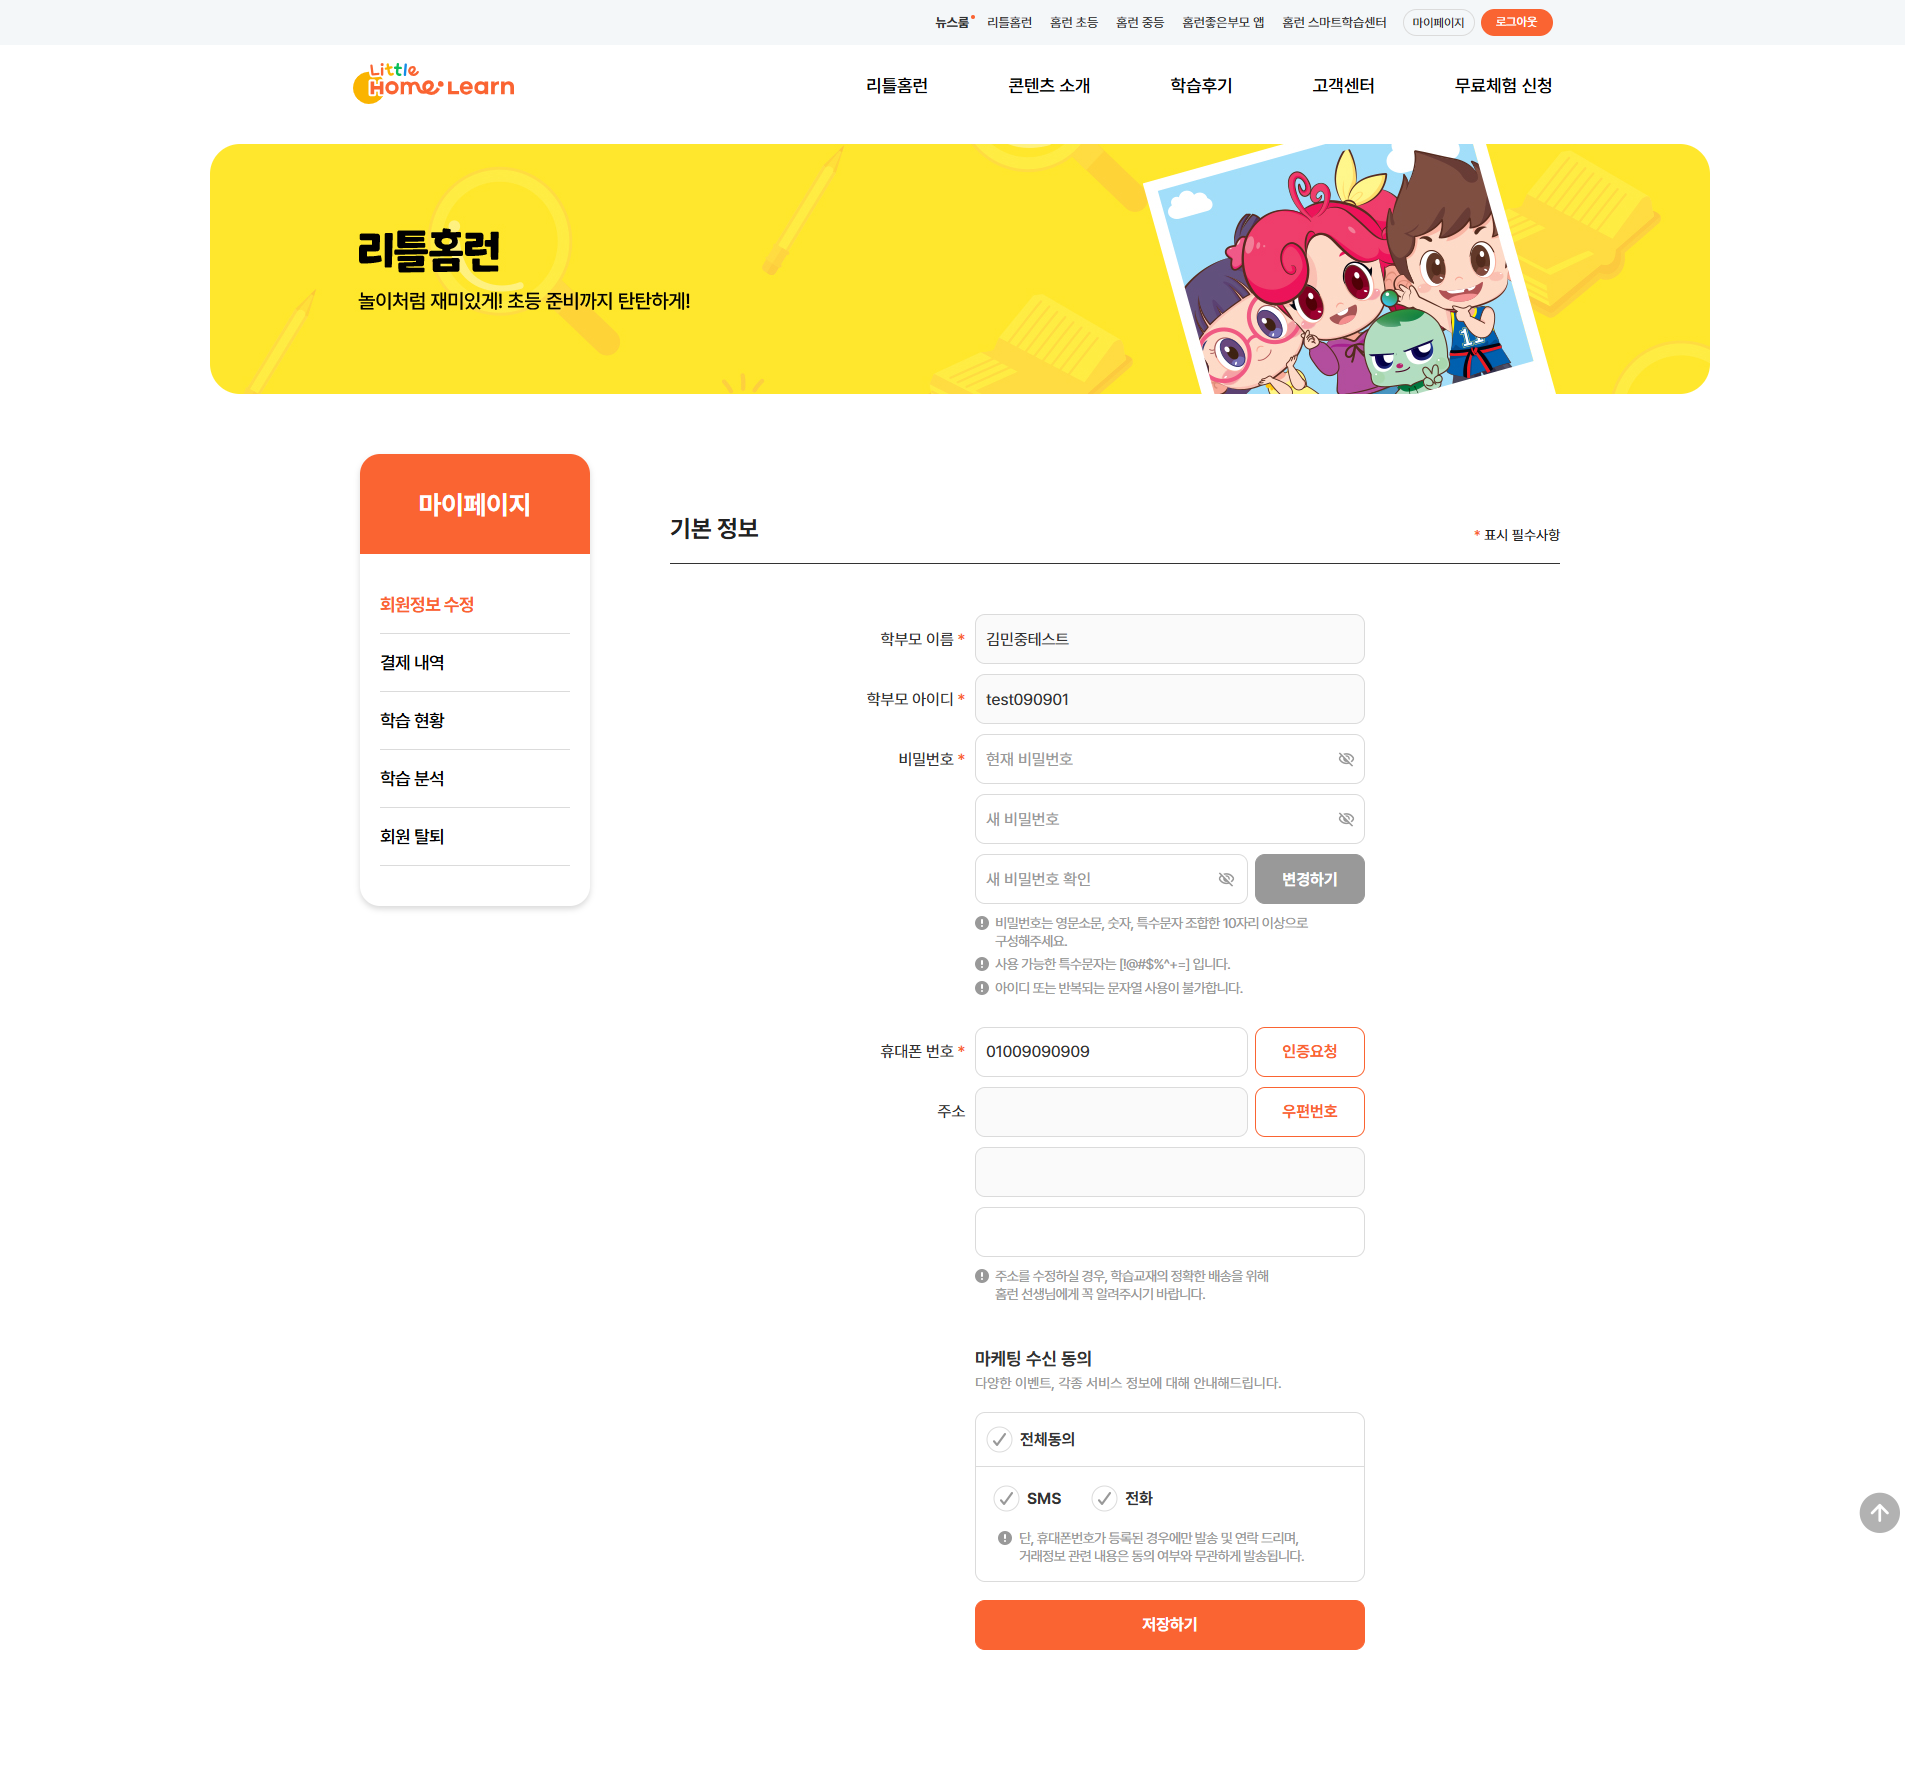 뉴스룸 리틀홈런 홈런 초등 홈런 중등 홈런좋은부모 앱 홈런 스마트학습센터 마이페이지 로그아웃
Little
Home Learn
리틀홈런 콘텐츠 소개 학습후기 고객센터 무료체험 신청
리틀홈런
놀이처럼 재미있게! 초등 준비까지 탄탄하게!
11
마이페이지
회원정보 수정
결제 내역
학습 현황
학습 분석
회원 탈퇴
기본 정보
* 표시 필수사항
학부모 이름 * 김민중테스트
학부모 아이디 * test090901
비밀번호 * 현재 비밀번호
새 비밀번호
새 비밀번호 확인 변경하기
비밀번호는 영문소문, 숫자, 특수문자 조합한 10자리 이상으로
구성해주세요.
사용 가능한 특수문자는 [!@#$%^+=] 입니다.
아이디 또는 반복되는 문자열 사용이 불가합니다.
휴대폰 번호 * 01009090909 인증요청
주소 우편번호
주소를 수정하실 경우, 학습교재의 정확한 배송을 위해
홈런 선생님에게 꼭 알려주시기 바랍니다.
마케팅 수신 동의
다양한 이벤트, 각종 서비스 정보에 대해 안내해드립니다.
전체동의
SMS 전화
단, 휴대폰번호가 등록된 경우에만 발송 및 연락 드리며,
거래정보 관련 내용은 동의 여부와 무관하게 발송됩니다.
저장하기